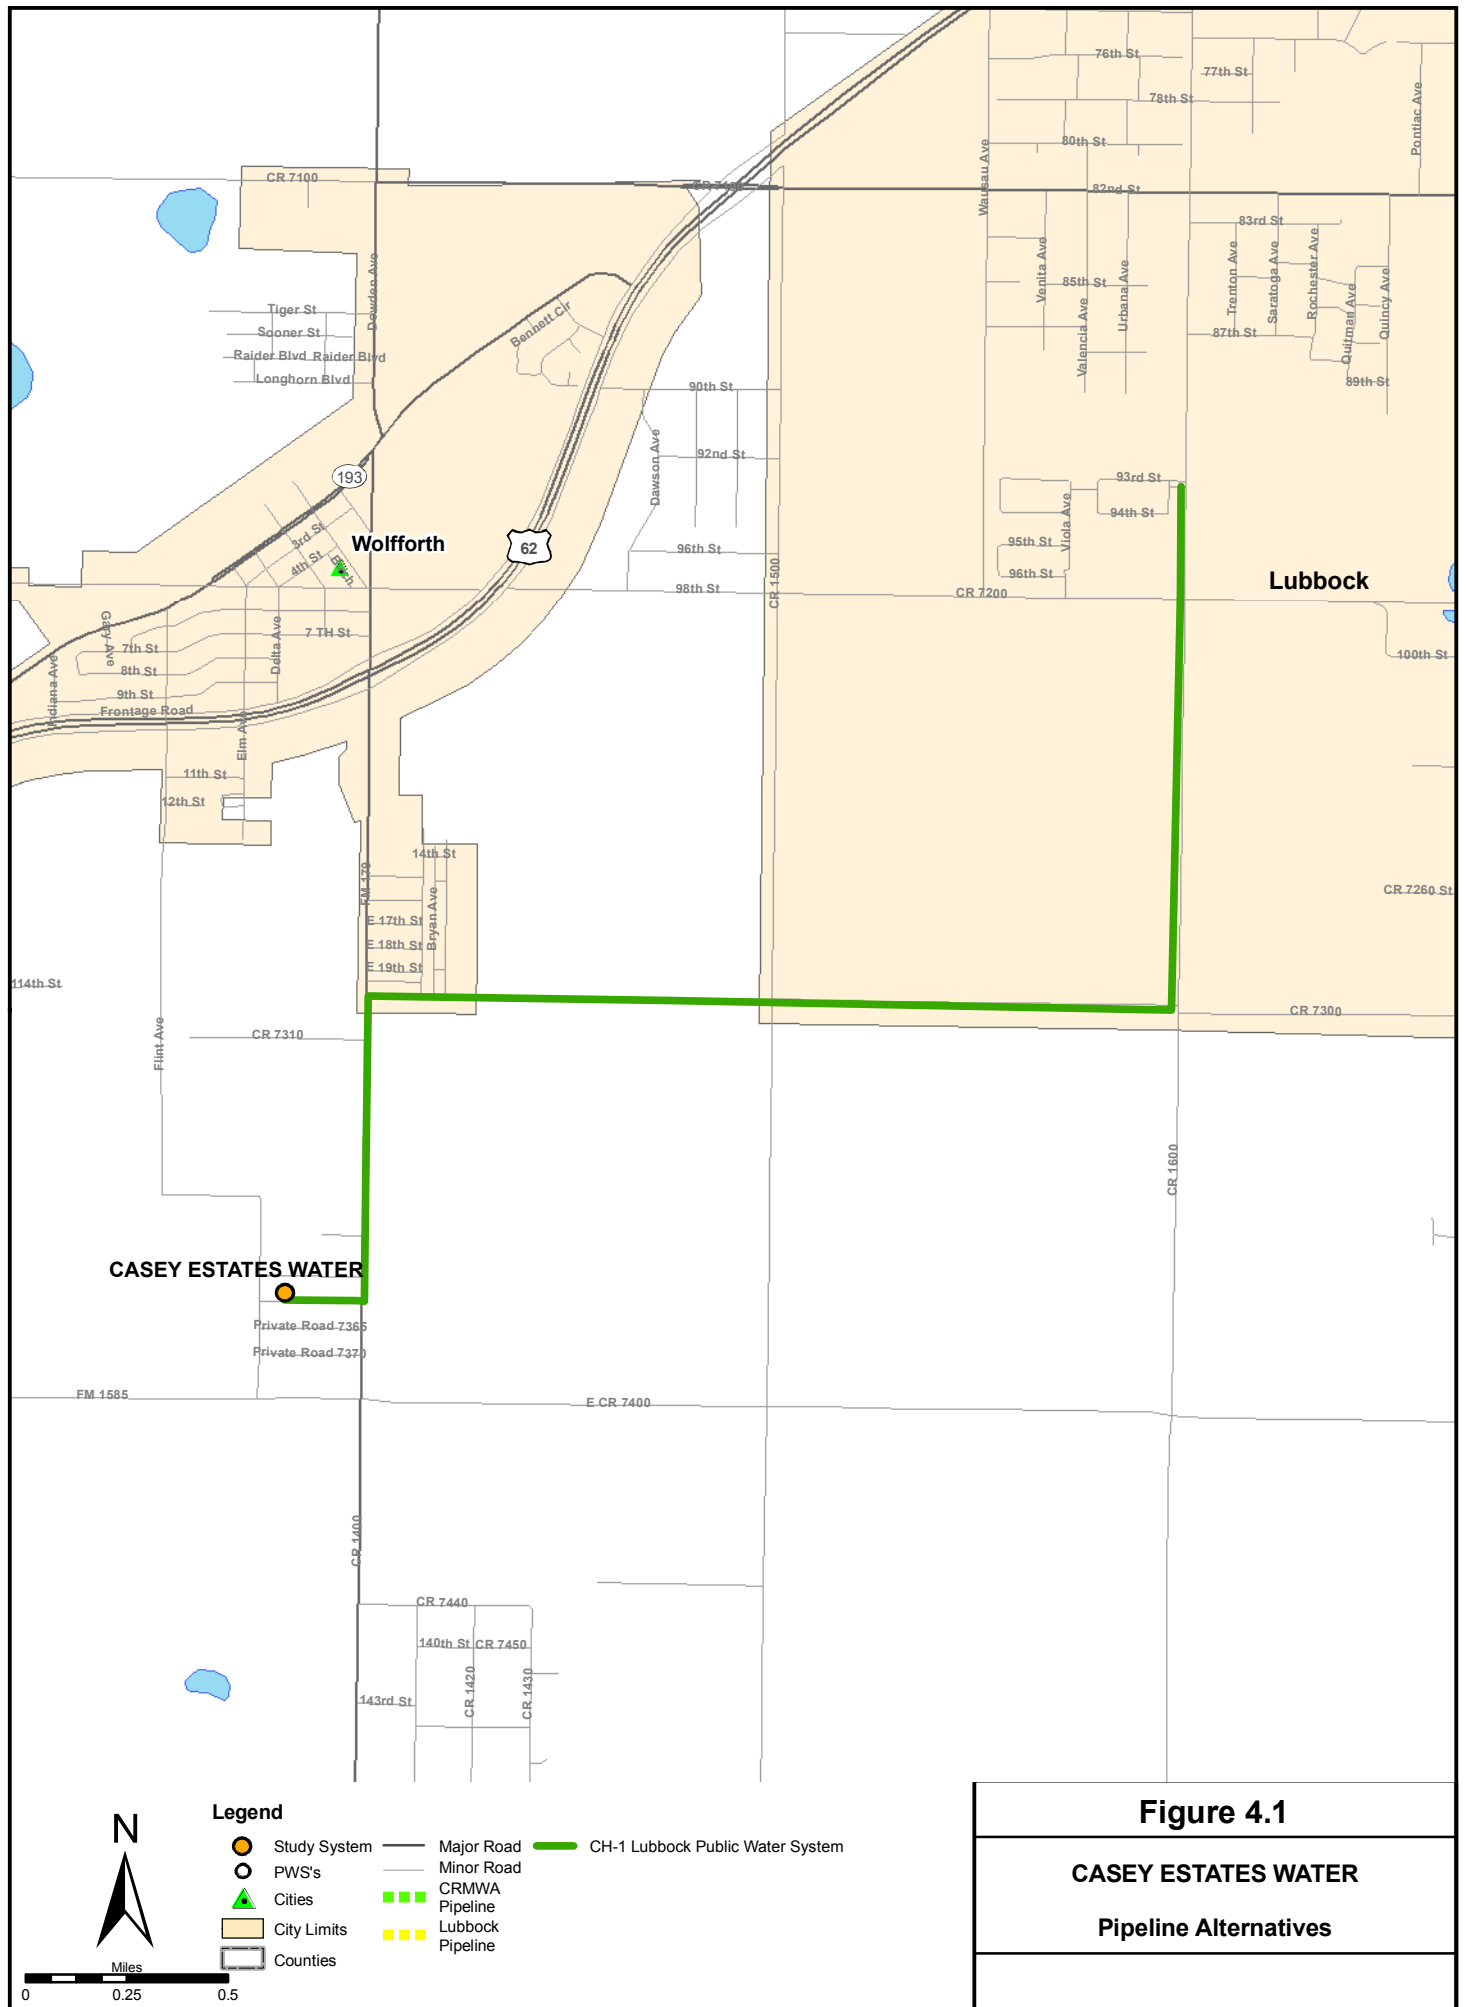 76th St
77th St
78th St
Pontiac Ave
80th St
Wausau Ave
CR 7100
82nd St
83rd St
Dowden Ave
Venita Ave
85th St
Valencia Ave
Urbana Ave
Trenton Ave
Saratoga Ave
Rochester Ave
Quitman Ave
Quincy Ave
Tiger St
Sooner St
Raider Blvd Raider Blvd
Longhorn Blvd
Bennett Cir
87th St
89th St
90th St
92nd St
Dawson Ave
193
93rd St
94th St
Viola Ave
95th St
96th St
3rd St
4th St
Wolfforth
62
96th St
98th St
CR 1500
CR 7200
Lubbock
Gary Ave
Delta Ave
7 TH St
7th St
8th St
9th St
Indiana Ave
Frontage Road
Elm Ave
100th St
11th St
12th St
14th St
FM 179
Bryan Ave
E 17th St
E 18th St
E 19th St
CR 7260 St
114th St
Flint Ave
CR 7310
CR 7300
CR 1600
CASEY ESTATES WATER
Private Road 7365
Private Road 7370
FM 1585
E CR 7400
CR 1400
CR 7440
140th St
CR 7450
CR 1420
CR 1430
143rd St
N
Legend
Study System
PWS's
Cities
City Limits
Counties
Major Road
Minor Road
CRMWA
Pipeline
Lubbock
Pipeline
CH-1 Lubbock Public Water System
Miles
0 0.25 0.5
Figure 4.1
CASEY ESTATES WATER
Pipeline Alternatives